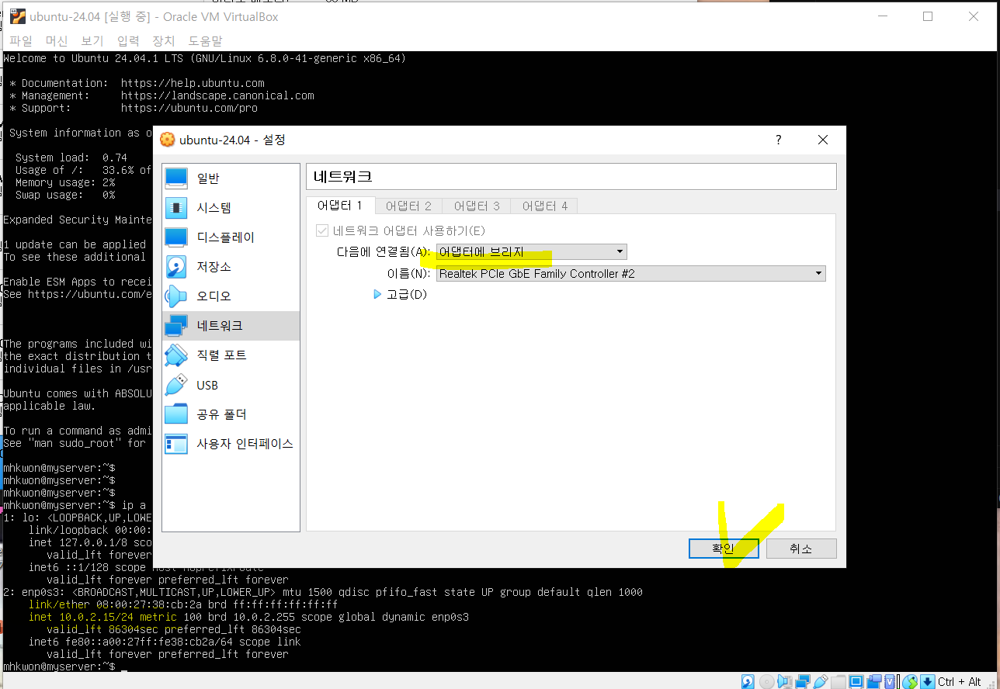 ubuntu-24.04 [실행 중] - Oracle VM VirtualBox
파일 머신 보기 입력 장치 도움말
Welcome to Ubuntu 24.04.1 LTS (GNU/Linux 6.8.0-41-generic x86_64)
* Documentation: https://help.ubuntu.com
* Management: https://landscape.canonical.com
* Support: https://ubuntu.com/pro
System information as o
System load: 0.74
Usage of /: 33.6% of
Memory usage: 2%
Swap usage: 0%
Expanded Security Mainte
1 update can be applied
To see these additional
Enable ESM Apps to recei
See https://ubuntu.com/e
The programs included wi
the exact distribution t
individual files in /usr
Ubuntu comes with ABSOLU
applicable law.
To run a command as admi
See "man sudo_root" for
mhkwon@myserver:~$
mhkwon@myserver:~$
mhkwon@myserver:~$
mhkwon@myserver:~$ ip a
1: lo: <LOOPBACK,UP,LOWE
link/loopback 00:00:
inet 127.0.0.1/8 sco
valid_lft forever
inet6 ::1/128 scope host noprefixroute
valid_lft forever preferred_lft forever
2: enp0s3: <BROADCAST,MULTICAST,UP,LOWER_UP> mtu 1500 qdisc pfifo_fast state UP group default qlen 1000
link/ether 08:00:27:38:cb:2a brd ff:ff:ff:ff:ff:ff
inet 10.0.2.15/24 metric 100 brd 10.0.2.255 scope global dynamic enp0s3
valid_lft 86304sec preferred_lft 86304sec
inet6 fe80::a00:27ff:fe38:cb2a/64 scope link
valid_lft forever preferred_lft forever
mhkwon@myserver:~$ _
ubuntu-24.04 - 설정
?
일반
시스템
디스플레이
저장소
오디오
네트워크
직렬 포트
USB
공유 폴더
사용자 인터페이스
네트워크
어댑터 1 어댑터 2 어댑터 3 어댑터 4
네트워크 어댑터 사용하기(E)
다음에 연결됨(A): 어댑터에 브리지
이름(N): Realtek PCIe GbE Family Controller #2
고급(D)
확인 취소
Ctrl + Alt